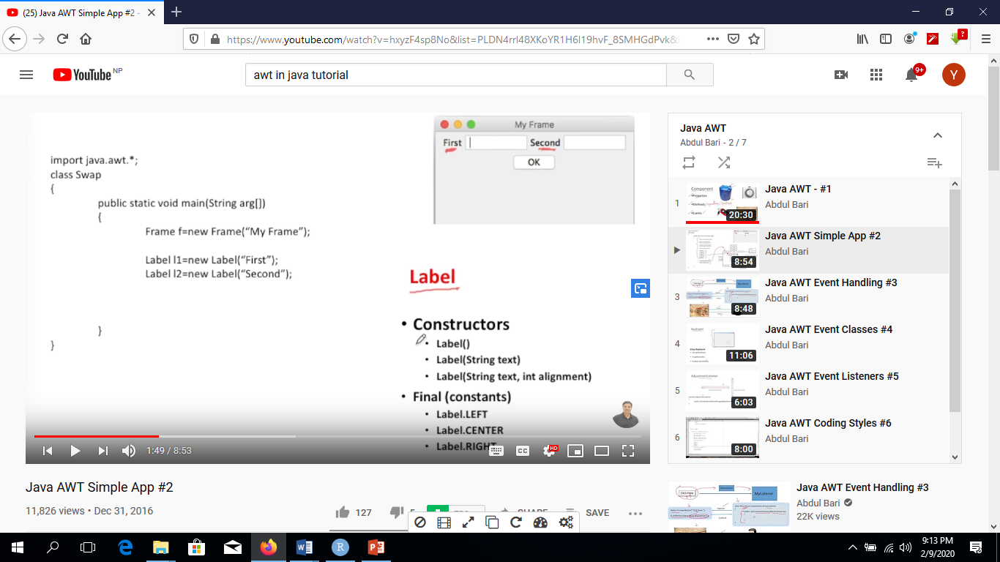 (25) Java AWT Simple App #2 -
https://www.youtube.com/watch?v=hxyzF4sp8No&list=PLDN4rrl48XKoYR1H6l19hvF_8SMHGdPvk&
YouTube NP
awt in java tutorial
9+
Y
import java.awt.*;
class Swap
{
public static void main(String arg[])
{
Frame f=new Frame("My Frame");
Label l1=new Label("First");
Label l2=new Label("Second");
}
}
My Frame
First
Second
OK
Label
• Constructors
• Label()
• Label(String text)
• Label(String text, int alignment)
• Final (constants)
• Label.LEFT
• Label.CENTER
• Label.RIGHT
1:49 / 8:53
CC
HD
Java AWT Simple App #2
11,826 views • Dec 31, 2016
127
SHARE
SAVE
Java AWT
Abdul Bari - 2 / 7
1
Component
20:30
Java AWT - #1
Abdul Bari
8:54
Java AWT Simple App #2
Abdul Bari
3
8:48
Java AWT Event Handling #3
Abdul Bari
4
11:06
Java AWT Event Classes #4
Abdul Bari
5
6:03
Java AWT Event Listeners #5
Abdul Bari
6
8:00
Java AWT Coding Styles #6
Abdul Bari
Click Here
MyListener
Java AWT Event Handling #3
Abdul Bari
22K views
9:13 PM
2/9/2020